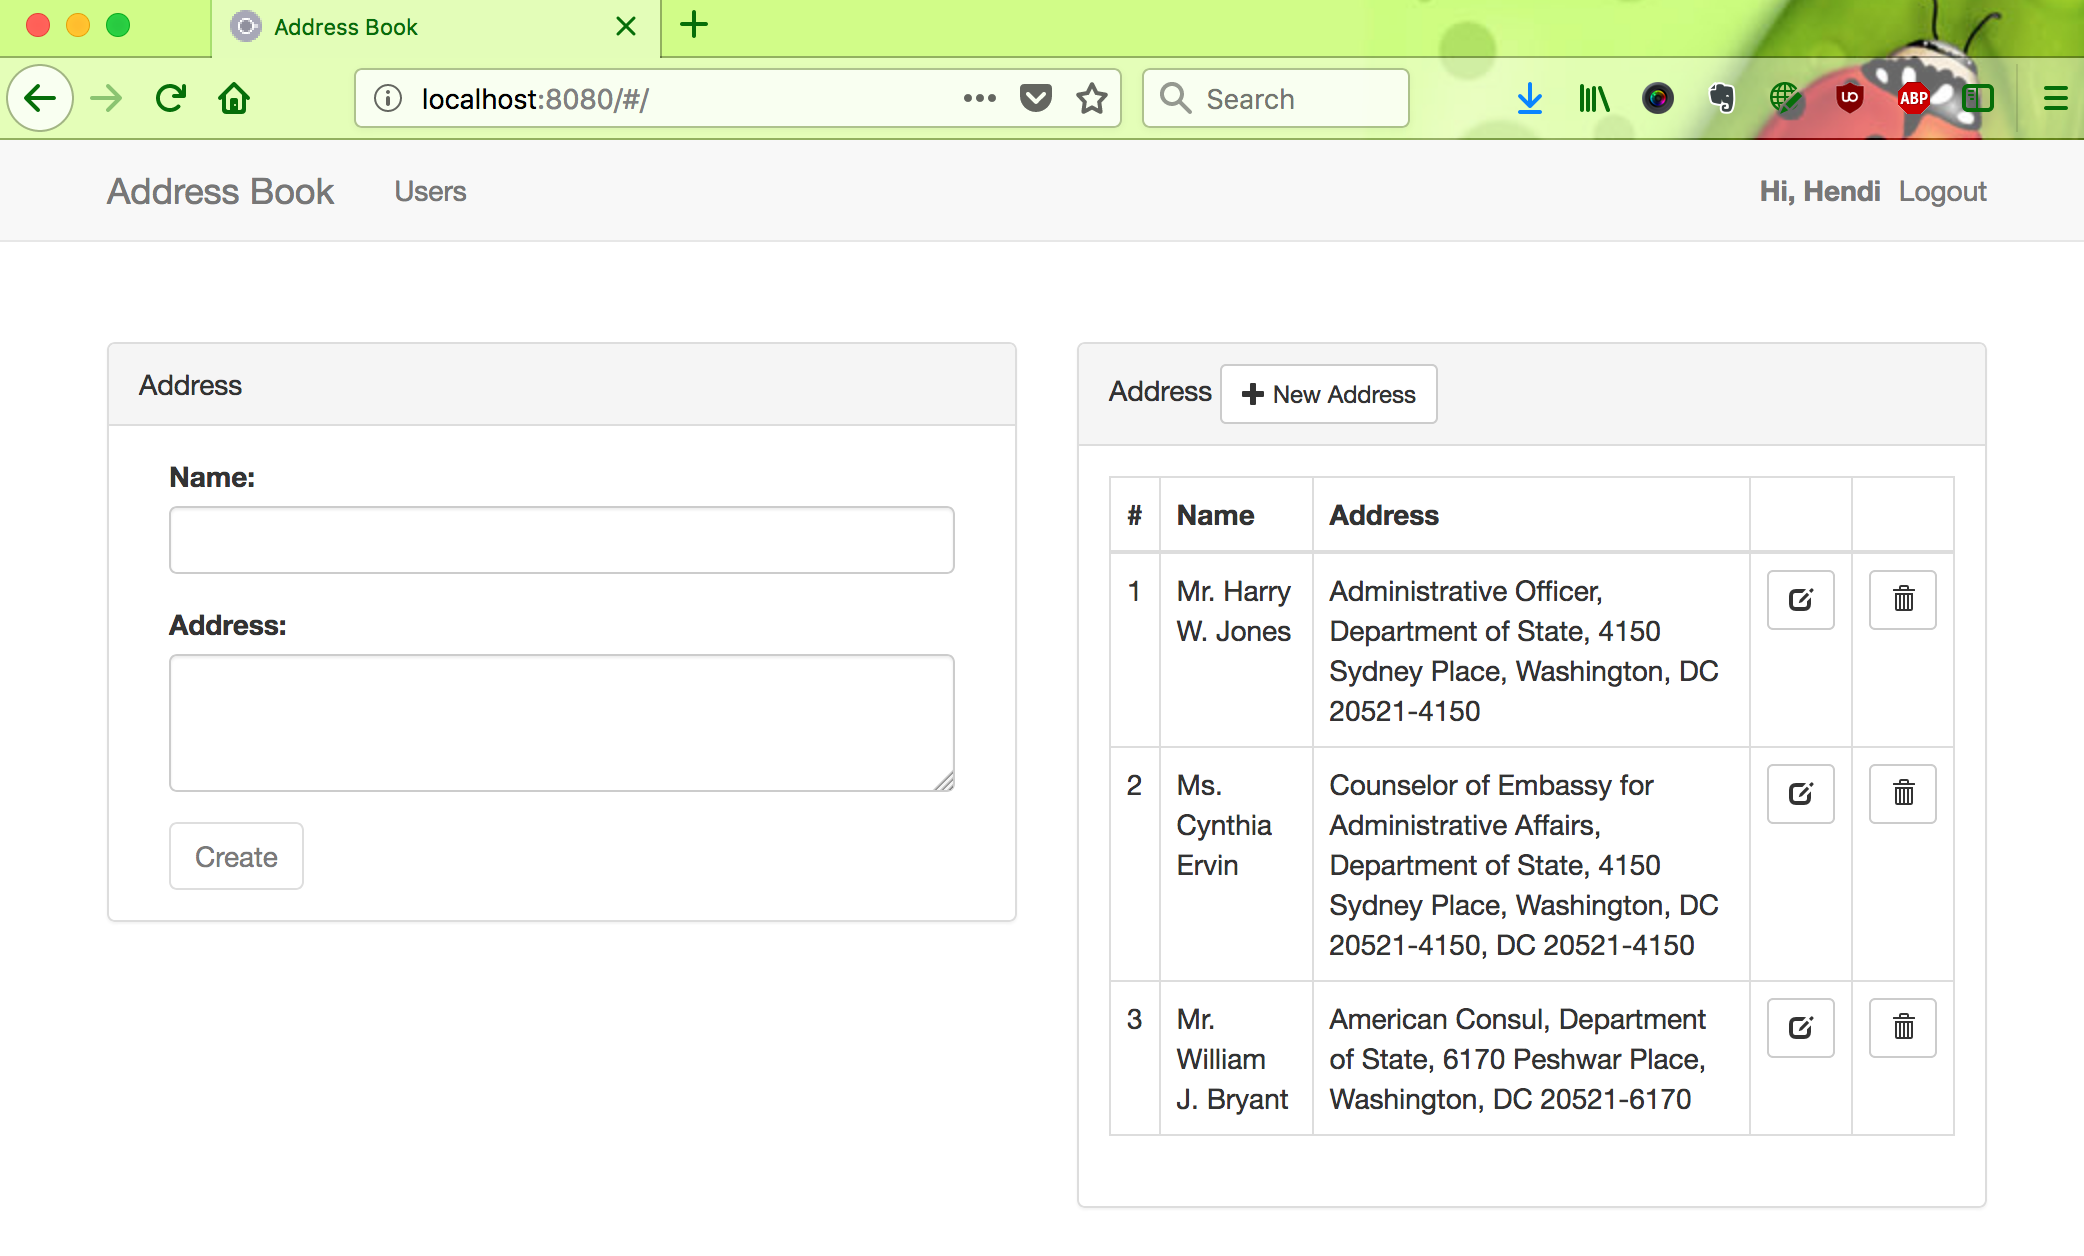 Address Book
localhost:8080/#/
Search
ABP
Address Book Users Hi, Hendi Logout
Address
Name:
Address:
Create
Address New Address
# Name Address
1 Mr. Harry W. Jones
Administrative Officer,
Department of State, 4150
Sydney Place, Washington, DC
20521-4150
2 Ms. Cynthia Ervin
Counselor of Embassy for
Administrative Affairs,
Department of State, 4150
Sydney Place, Washington, DC
20521-4150, DC 20521-4150
3 Mr. William J. Bryant
American Consul, Department
of State, 6170 Peshwar Place,
Washington, DC 20521-6170